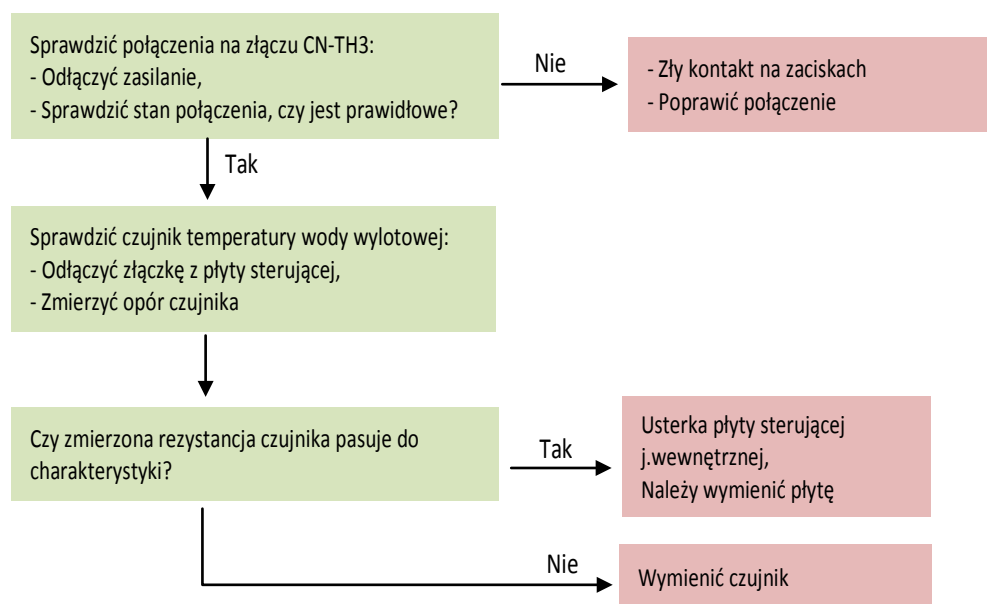 Sprawdzić połączenia na złączu CN-TH3:
- Odłączyć zasilanie,
- Sprawdzić stan połączenia, czy jest prawidłowe?
Nie
- Zły kontakt na zaciskach
- Poprawić połączenie
Tak
Sprawdzić czujnik temperatury wody wylotowej:
- Odłączyć złączkę z płyty sterującej,
- Zmierzyć opór czujnika
Czy zmierzona rezystancja czujnika pasuje do
charakterystyki?
Tak
Usterka płyty sterującej
j.wewnętrznej,
Należy wymienić płytę
Nie
Wymienić czujnik